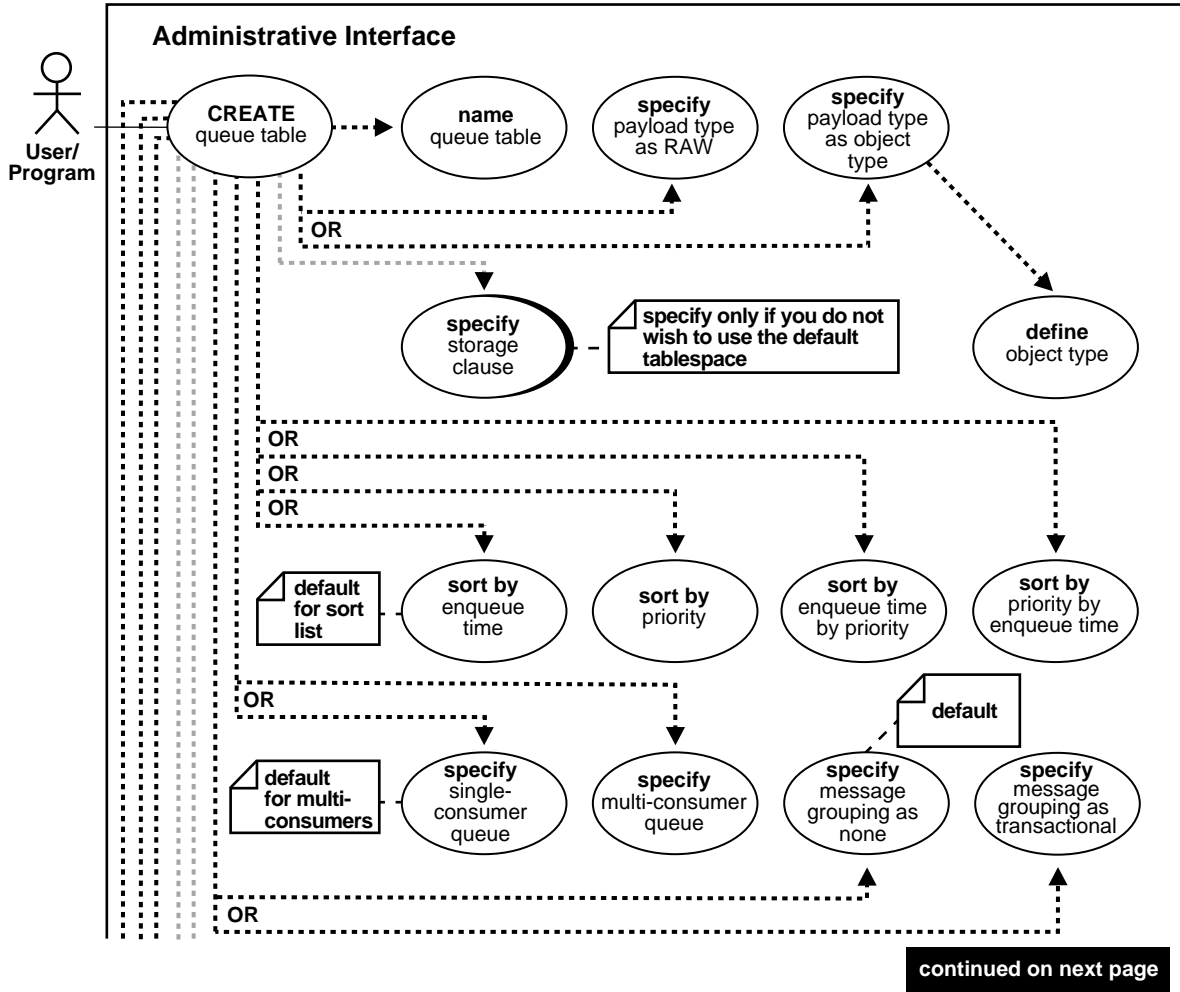 Administrative Interface
User/
Program
CREATE
queue table
name
queue table
specify
payload type
as RAW
specify
payload type
as object
type
OR
specify
storage
clause
specify only if you do not
wish to use the default
tablespace
define
object type
OR
OR
OR
default
for sort
list
sort by
enqueue
time
sort by
priority
sort by
enqueue time
by priority
sort by
priority by
enqueue time
OR
default
default
for multi-
consumers
specify
single-
consumer
queue
specify
multi-consumer
queue
specify
message
grouping as
none
specify
message
grouping as
transactional
OR
continued on next page